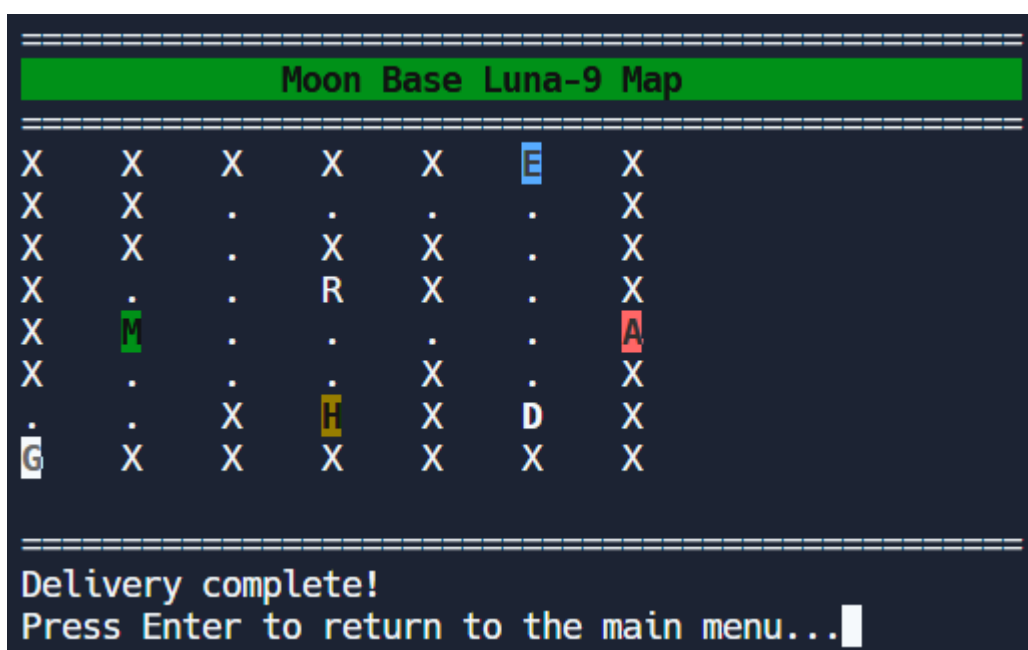 ==================================================
Moon Base Luna-9 Map
==================================================
X    X    X    X    X    E    X
X    X    .    .    .    .    X
X    X    .    X    X    .    X
X    .    .    R    X    .    X
X    M    .    .    .    .    A
X    .    .    .    X    .    X
.    .    X    H    X    D    X
G    X    X    X    X    X    X
==================================================
Delivery complete!
Press Enter to return to the main menu...